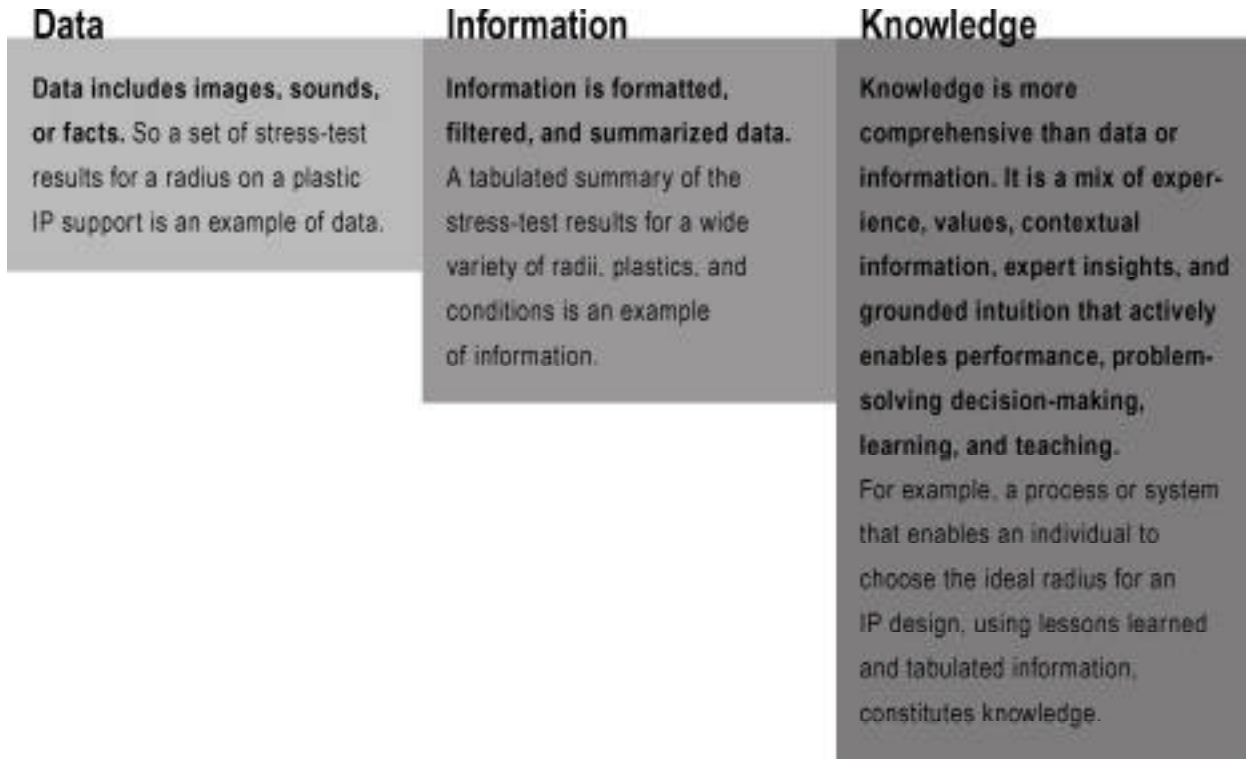 Data
Data includes images, sounds,
or facts. So a set of stress-test
results for a radius on a plastic
IP support is an example of data.
Information
Information is formatted,
filtered, and summarized data.
A tabulated summary of the
stress-test results for a wide
variety of radii, plastics, and
conditions is an example
of information.
Knowledge
Knowledge is more
comprehensive than data or
information. It is a mix of exper-
ience, values, contextual
information, expert insights, and
grounded intuition that actively
enables performance, problem-
solving decision-making,
learning, and teaching.
For example, a process or system
that enables an individual to
choose the ideal radius for an
IP design, using lessons learned
and tabulated information,
constitutes knowledge.